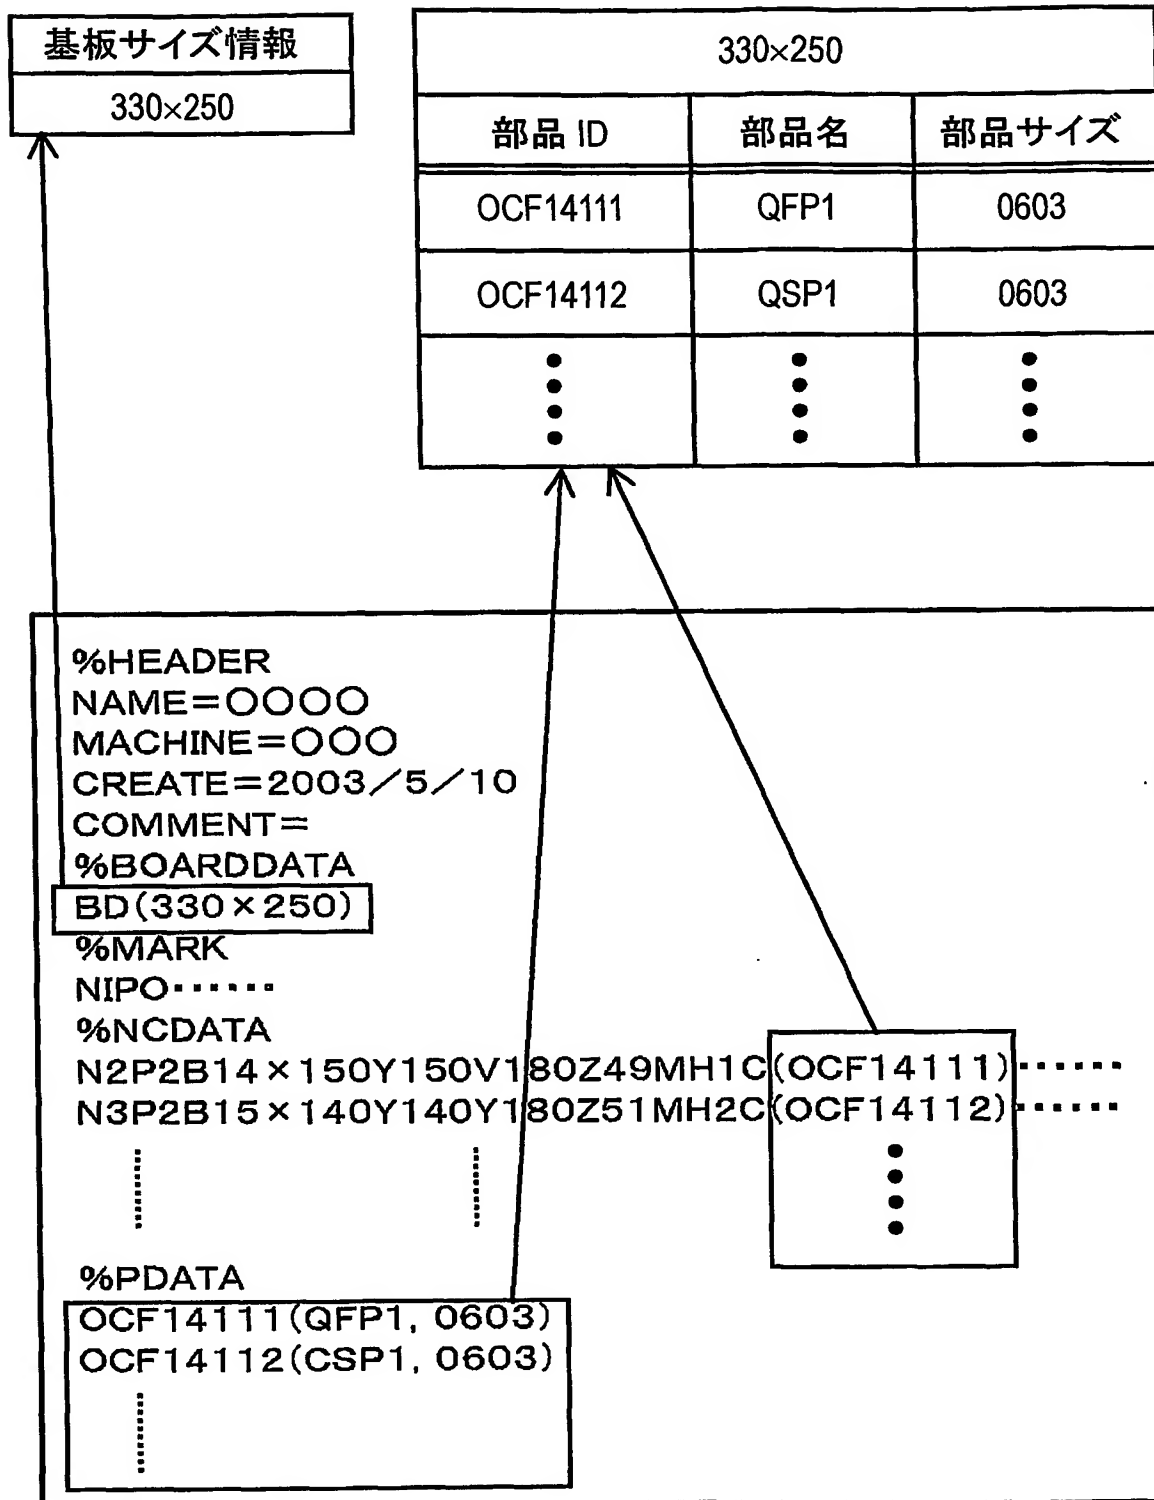 基板サイズ情報
330×250
330×250
部品 ID 部品名 部品サイズ
OCF14111 QFP1 0603
OCF14112 QSP1 0603
%HEADER
NAME=○○○○
MACHINE=○○○
CREATE=2003/5/10
COMMENT=
%BOARDDATA
BD(330×250)
%MARK
NIPO······
%NCDATA
N2P2B14×150Y150V180Z49MH1C(OCF14111)······
N3P2B15×140Y140Y180Z51MH2C(OCF14112)······
%PDATA
OCF14111(QFP1, 0603)
OCF14112(CSP1, 0603)